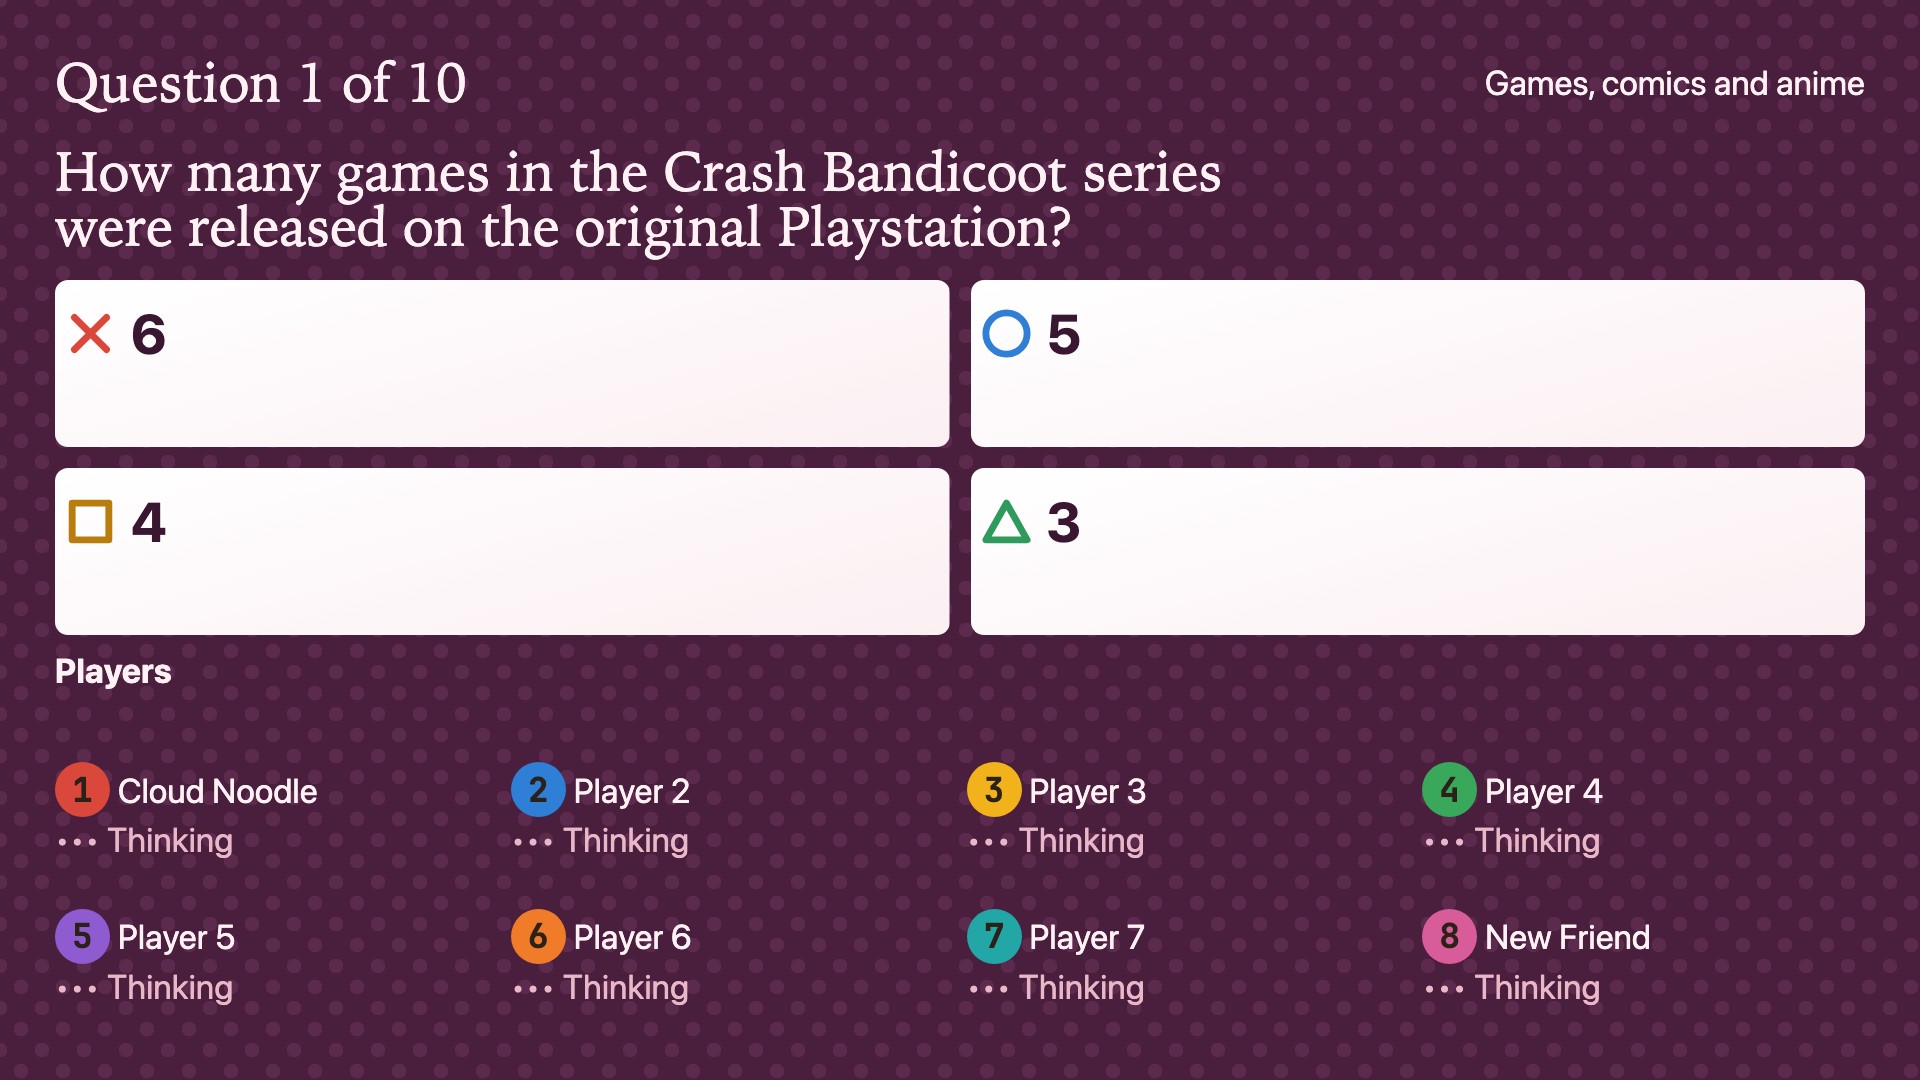 Question 1 of 10
Games, comics and anime
How many games in the Crash Bandicoot series
were released on the original Playstation?
6
5
4
3
Players
1 Cloud Noodle
Thinking
2 Player 2
Thinking
3 Player 3
Thinking
4 Player 4
Thinking
5 Player 5
Thinking
6 Player 6
Thinking
7 Player 7
Thinking
8 New Friend
Thinking